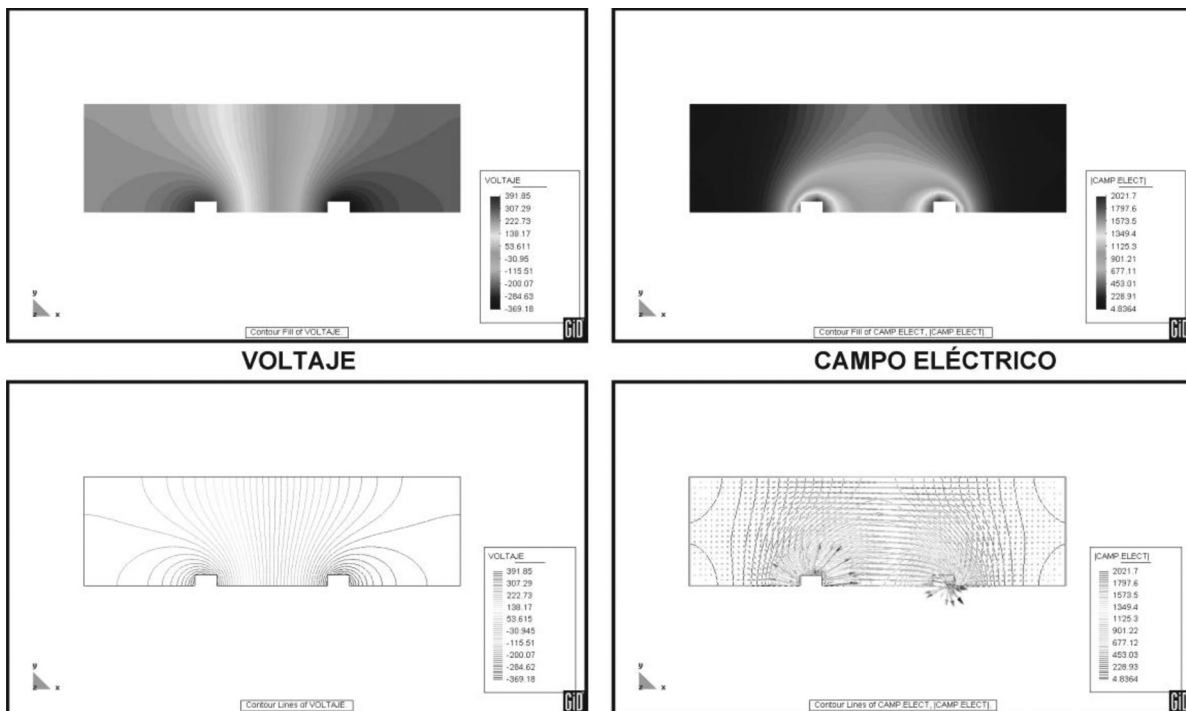 VOLTAJE
391.85
307.29
222.73
138.17
53.611
-30.95
-115.51
-200.07
-284.63
-369.18
y
z x
Contour Fill of VOLTAJE.
GiD
|CAMP ELECT|
2021.7
1797.6
1573.5
1349.4
1125.3
901.21
677.11
453.01
228.91
4.8364
y
z x
Contour Fill of CAMP ELECT, |CAMP ELECT|.
GiD
VOLTAJE
CAMPO ELÉCTRICO
VOLTAJE
391.85
307.29
222.73
138.17
53.615
-30.945
-115.51
-200.07
-284.62
-369.18
y
z x
Contour Lines of VOLTAJE.
GiD
|CAMP ELECT|
2021.7
1797.6
1573.5
1349.4
1125.3
901.22
677.12
453.03
228.93
4.8364
y
z x
Contour Lines of CAMP ELECT, |CAMP ELECT|.
GiD